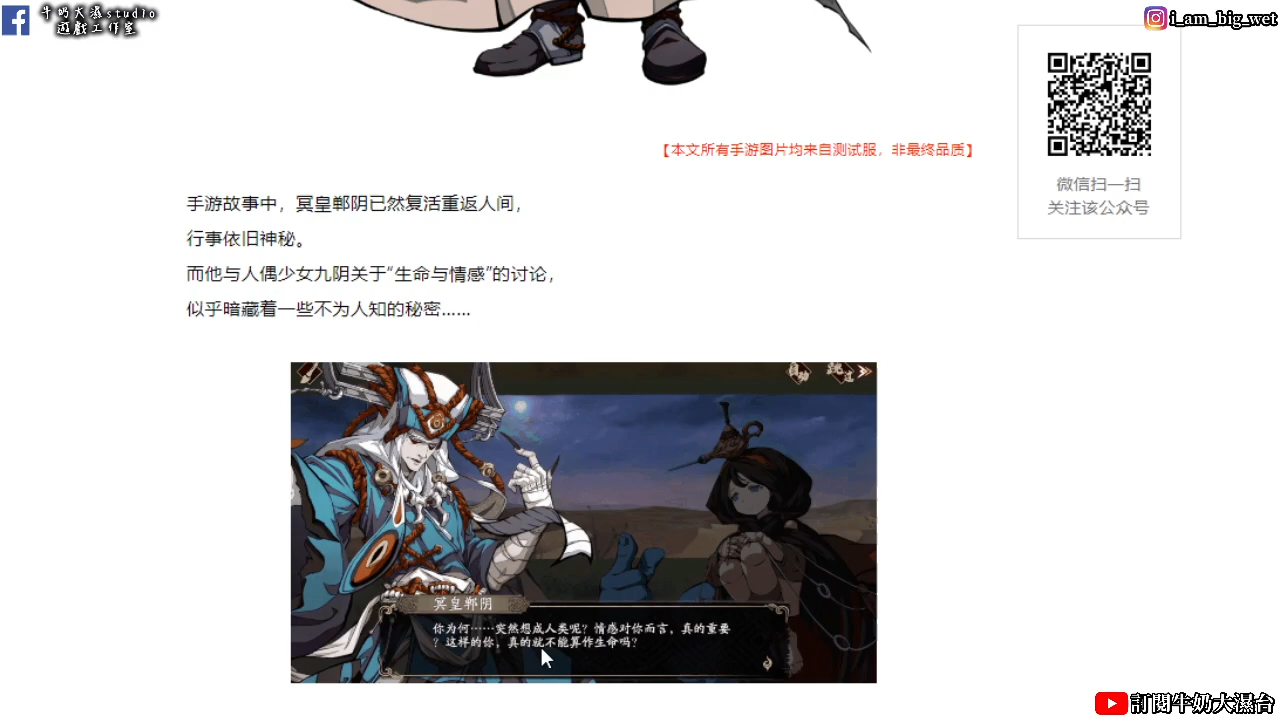 牛奶大濕studio
遊戲工作室
i_am_big_wet
【本文所有手游图片均来自测试服，非最终品质】
微信扫一扫
关注该公众号
手游故事中，冥皇郸阴已然复活重返人间，
行事依旧神秘。
而他与人偶少女九阴关于“生命与情感”的讨论，
似乎暗藏着一些不为人知的秘密……
冥皇郸阴
你为何……突然想成人类呢？情感对你而言，真的重要
？这样的你，真的就不能算作生命吗？
訂閱牛奶大濕台